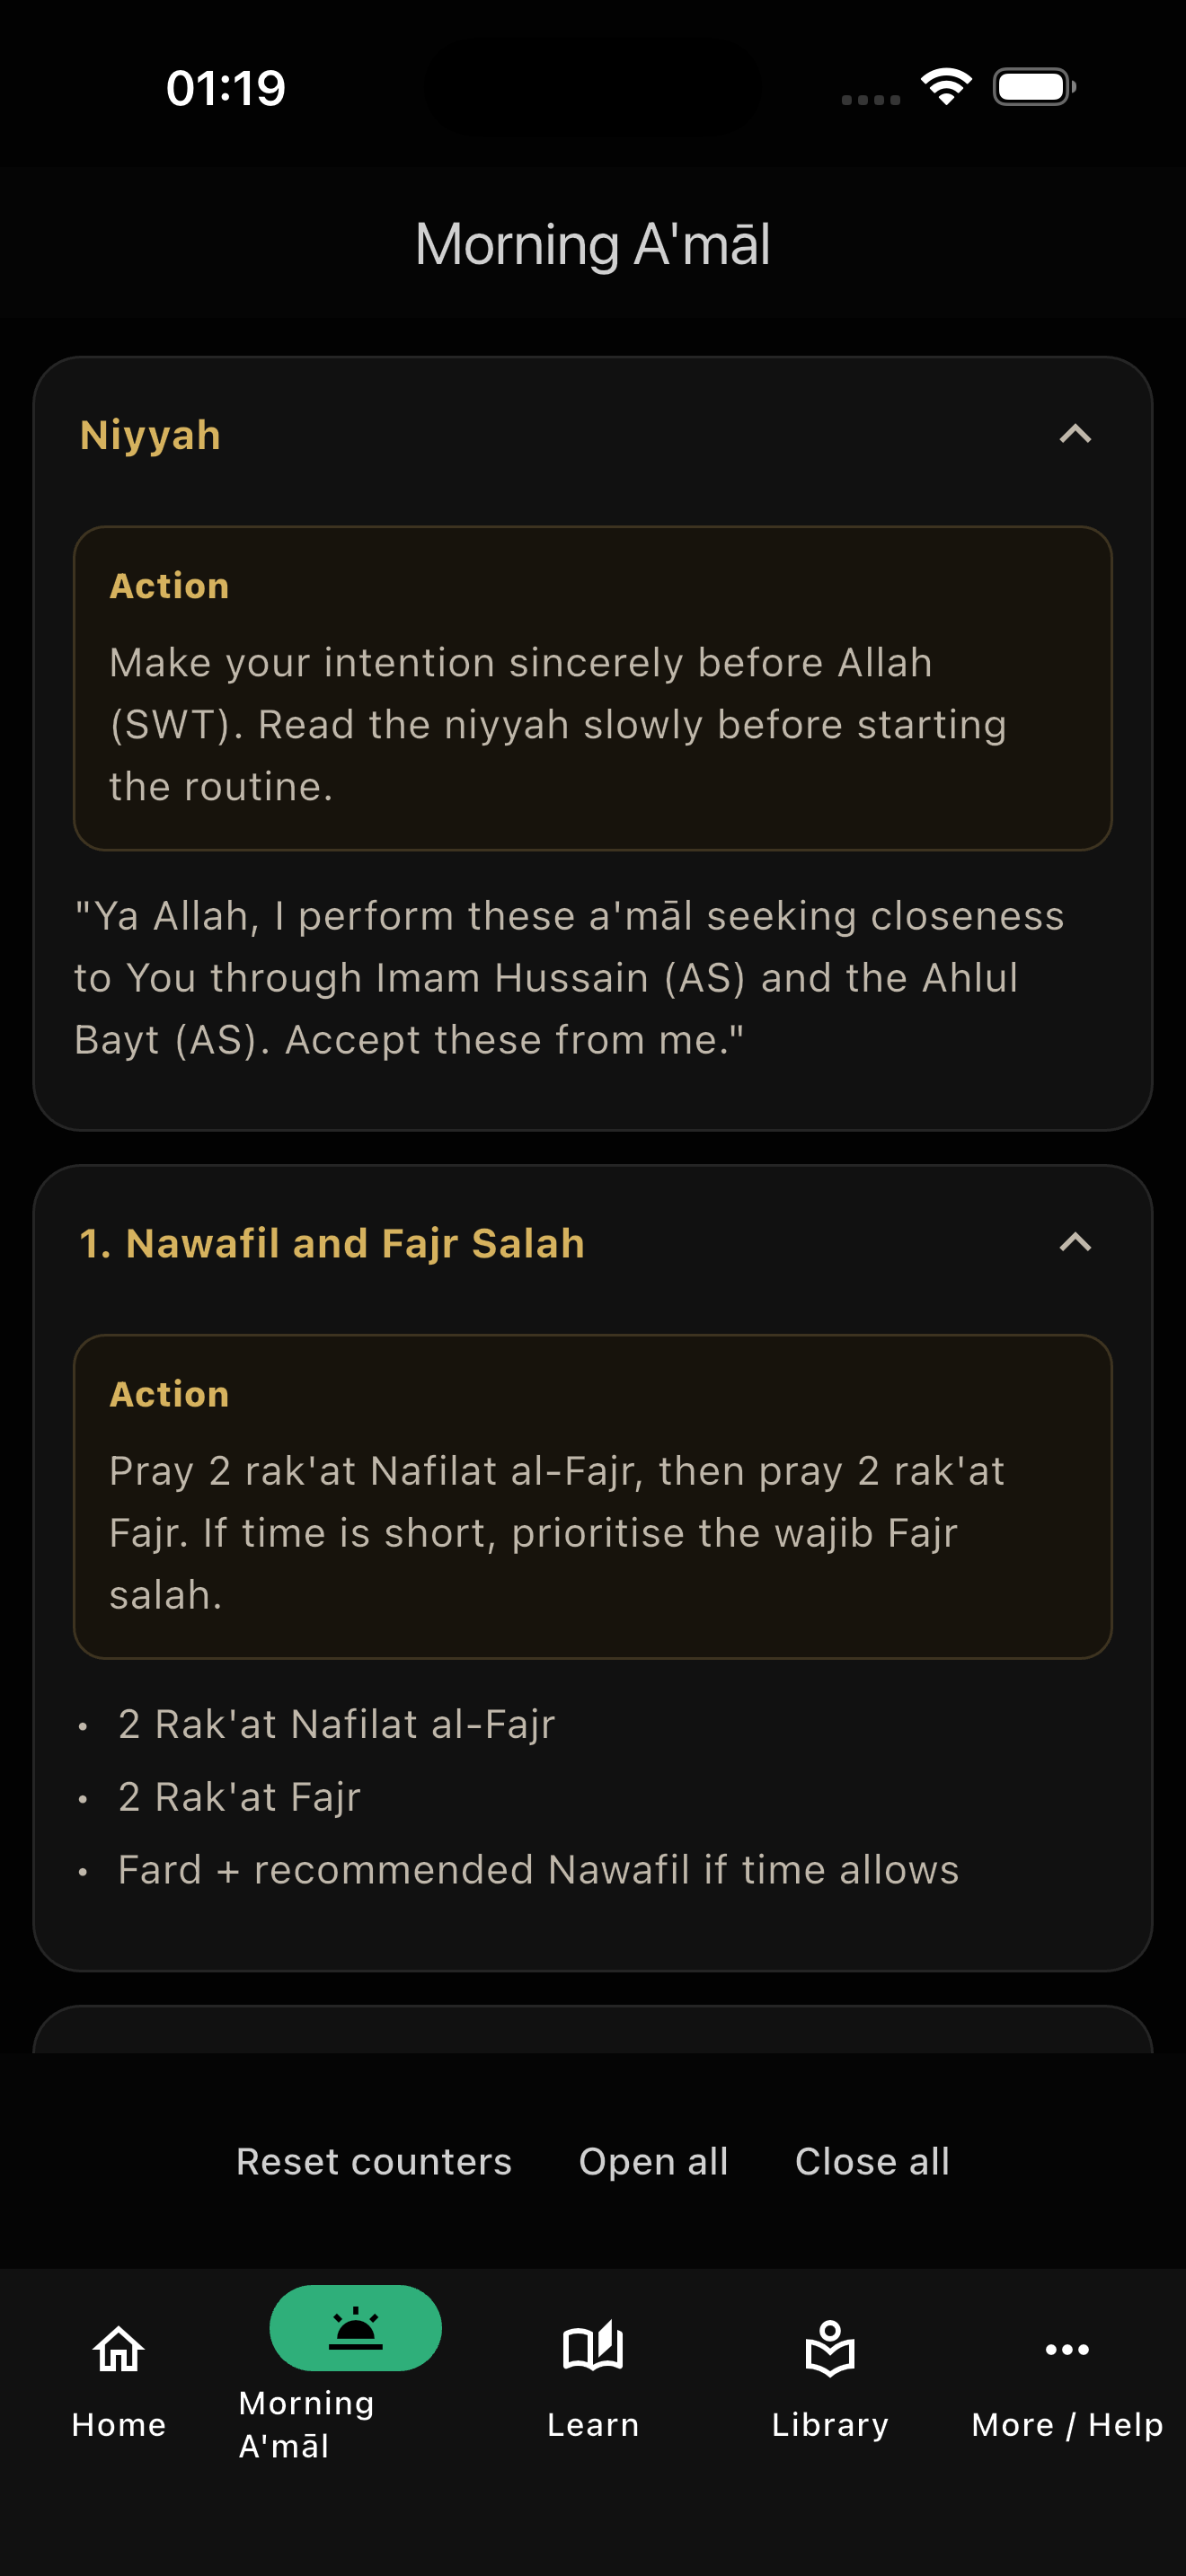 01:19
Morning A'māl
Niyyah
Action
Make your intention sincerely before Allah
(SWT). Read the niyyah slowly before starting
the routine.
"Ya Allah, I perform these a'māl seeking closeness
to You through Imam Hussain (AS) and the Ahlul
Bayt (AS). Accept these from me."
1. Nawafil and Fajr Salah
Action
Pray 2 rak'at Nafilat al-Fajr, then pray 2 rak'at
Fajr. If time is short, prioritise the wajib Fajr
salah.
• 2 Rak'at Nafilat al-Fajr
• 2 Rak'at Fajr
• Fard + recommended Nawafil if time allows
Reset counters Open all Close all
Home
Morning
A'māl
Learn
Library
More / Help